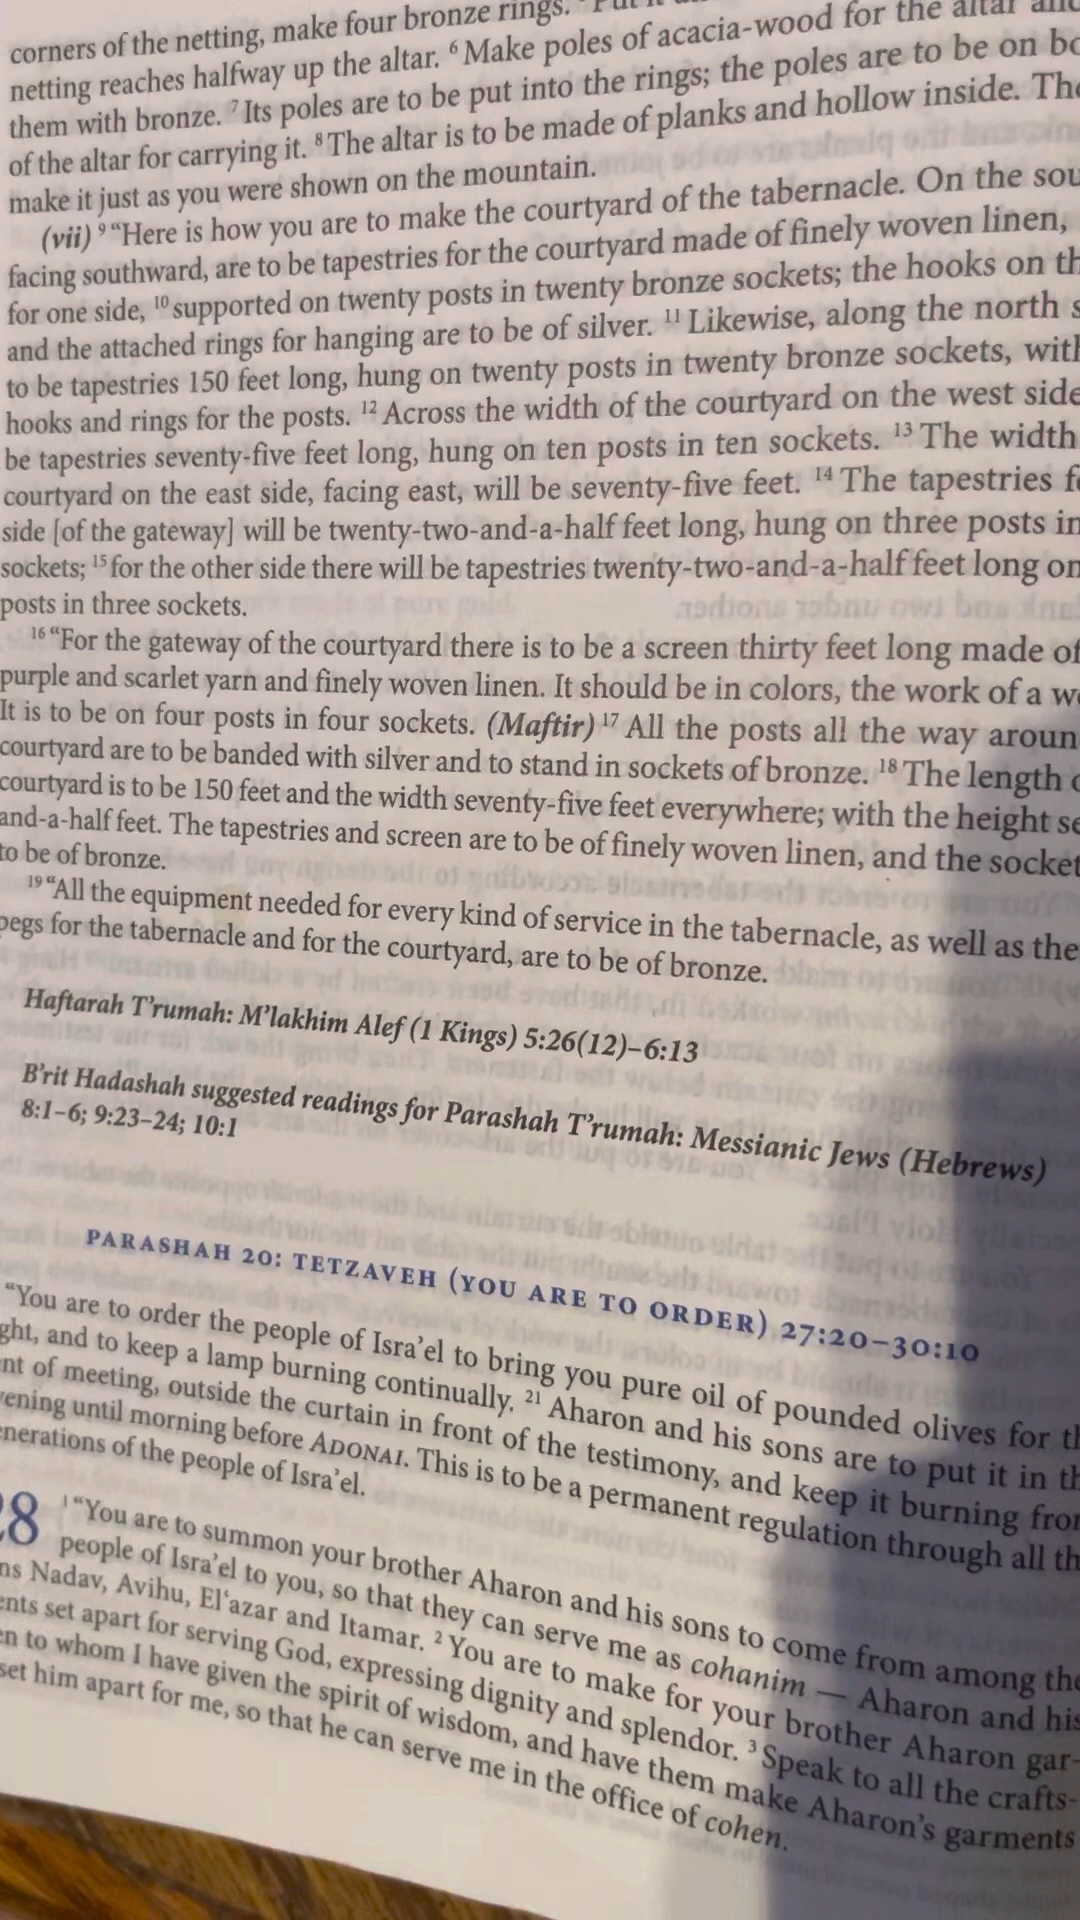 corners of the netting, make four bronze rings.
netting reaches halfway up the altar. ⁶ Make poles of acacia-wood for the altar and
them with bronze. ⁷ Its poles are to be put into the rings; the poles are to be on bo
of the altar for carrying it. ⁸ The altar is to be made of planks and hollow inside. The
make it just as you were shown on the mountain.
(vii) ⁹ “Here is how you are to make the courtyard of the tabernacle. On the sou
facing southward, are to be tapestries for the courtyard made of finely woven linen,
for one side, ¹⁰ supported on twenty posts in twenty bronze sockets; the hooks on th
and the attached rings for hanging are to be of silver. ¹¹ Likewise, along the north s
to be tapestries 150 feet long, hung on twenty posts in twenty bronze sockets, with
hooks and rings for the posts. ¹² Across the width of the courtyard on the west side
be tapestries seventy-five feet long, hung on ten posts in ten sockets. ¹³ The width
courtyard on the east side, facing east, will be seventy-five feet. ¹⁴ The tapestries f
side [of the gateway] will be twenty-two-and-a-half feet long, hung on three posts in
sockets; ¹⁵ for the other side there will be tapestries twenty-two-and-a-half feet long on
posts in three sockets.
¹⁶ “For the gateway of the courtyard there is to be a screen thirty feet long made of
purple and scarlet yarn and finely woven linen. It should be in colors, the work of a we
It is to be on four posts in four sockets. (Maftir) ¹⁷ All the posts all the way aroun
courtyard are to be banded with silver and to stand in sockets of bronze. ¹⁸ The length o
courtyard is to be 150 feet and the width seventy-five feet everywhere; with the height se
and-a-half feet. The tapestries and screen are to be of finely woven linen, and the socket
to be of bronze.
¹⁹ “All the equipment needed for every kind of service in the tabernacle, as well as the
pegs for the tabernacle and for the courtyard, are to be of bronze.
Haftarah T’rumah: M’lakhim Alef (1 Kings) 5:26(12)–6:13
B’rit Hadashah suggested readings for Parashah T’rumah: Messianic Jews (Hebrews)
8:1–6; 9:23–24; 10:1
PARASHAH 20: TETZAVEH (YOU ARE TO ORDER) 27:20–30:10
“You are to order the people of Isra’el to bring you pure oil of pounded olives for th
ght, and to keep a lamp burning continually. ²¹ Aharon and his sons are to put it in th
nt of meeting, outside the curtain in front of the testimony, and keep it burning from
ening until morning before ADONAI. This is to be a permanent regulation through all th
enerations of the people of Isra’el.
28 ¹ “You are to summon your brother Aharon and his sons to come from among the
people of Isra’el to you, so that they can serve me as cohanim — Aharon and his
ns Nadav, Avihu, El‘azar and Itamar. ² You are to make for your brother Aharon gar-
ents set apart for serving God, expressing dignity and splendor. ³ Speak to all the crafts-
en to whom I have given the spirit of wisdom, and have them make Aharon’s garments
set him apart for me, so that he can serve me in the office of cohen.